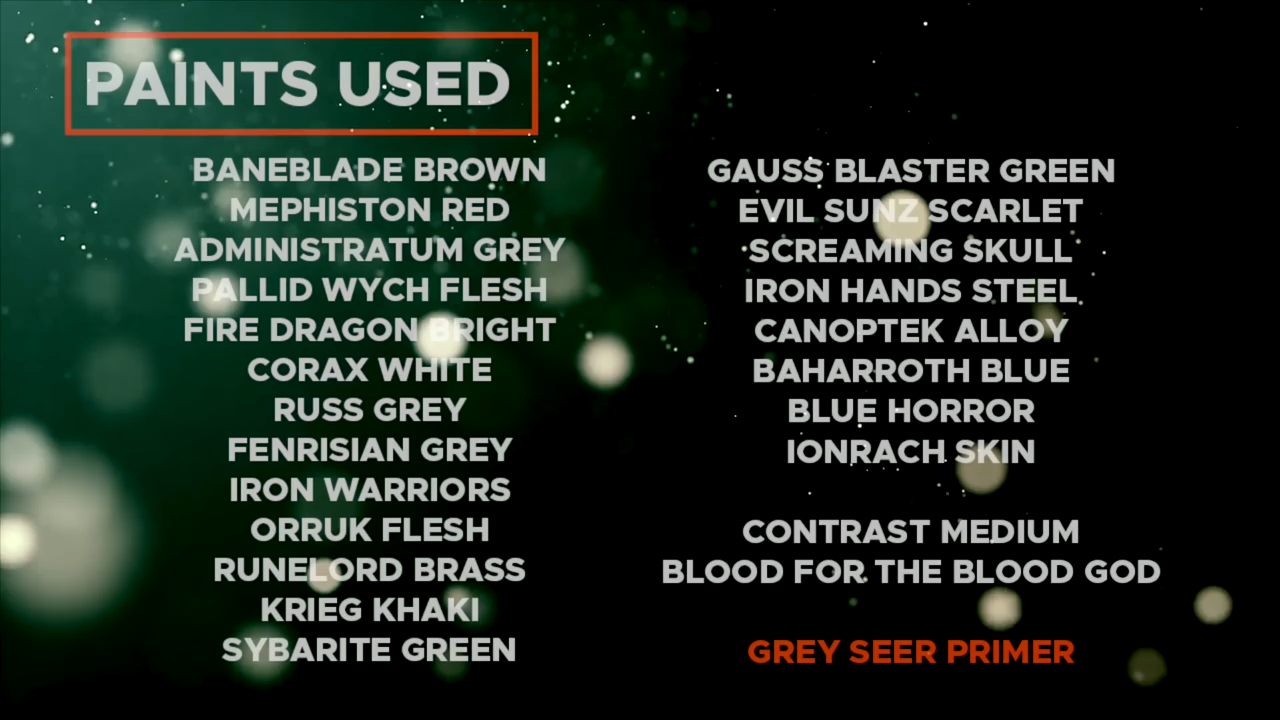 PAINTS USED
BANEBLADE BROWN
MEPHISTON RED
ADMINISTRATUM GREY
PALLID WYCH FLESH
FIRE DRAGON BRIGHT
CORAX WHITE
RUSS GREY
FENRISIAN GREY
IRON WARRIORS
ORRUK FLESH
RUNELORD BRASS
KRIEG KHAKI
SYBARITE GREEN
GAUSS BLASTER GREEN
EVIL SUNZ SCARLET
SCREAMING SKULL
IRON HANDS STEEL
CANOPTEK ALLOY
BAHARROTH BLUE
BLUE HORROR
IONRACH SKIN
CONTRAST MEDIUM
BLOOD FOR THE BLOOD GOD
GREY SEER PRIMER